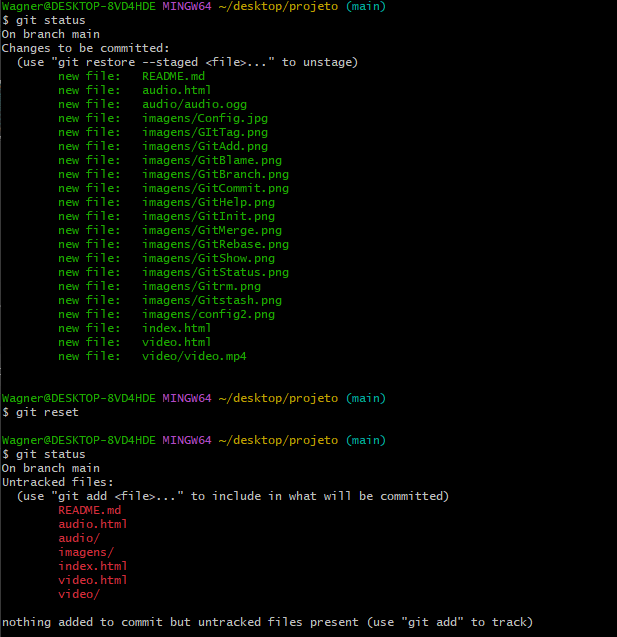 Wagner@DESKTOP-8VD4HDE MINGW64 ~/desktop/projeto (main)
$ git status
On branch main
Changes to be committed:
  (use "git restore --staged <file>..." to unstage)
        new file:   README.md
        new file:   audio.html
        new file:   audio/audio.ogg
        new file:   imagens/Config.jpg
        new file:   imagens/GItTag.png
        new file:   imagens/GitAdd.png
        new file:   imagens/GitBlame.png
        new file:   imagens/GitBranch.png
        new file:   imagens/GitCommit.png
        new file:   imagens/GitHelp.png
        new file:   imagens/GitInit.png
        new file:   imagens/GitMerge.png
        new file:   imagens/GitRebase.png
        new file:   imagens/GitShow.png
        new file:   imagens/GitStatus.png
        new file:   imagens/Gitrm.png
        new file:   imagens/Gitstash.png
        new file:   imagens/config2.png
        new file:   index.html
        new file:   video.html
        new file:   video/video.mp4

Wagner@DESKTOP-8VD4HDE MINGW64 ~/desktop/projeto (main)
$ git reset

Wagner@DESKTOP-8VD4HDE MINGW64 ~/desktop/projeto (main)
$ git status
On branch main
Untracked files:
  (use "git add <file>..." to include in what will be committed)
        README.md
        audio.html
        audio/
        imagens/
        index.html
        video.html
        video/

nothing added to commit but untracked files present (use "git add" to track)